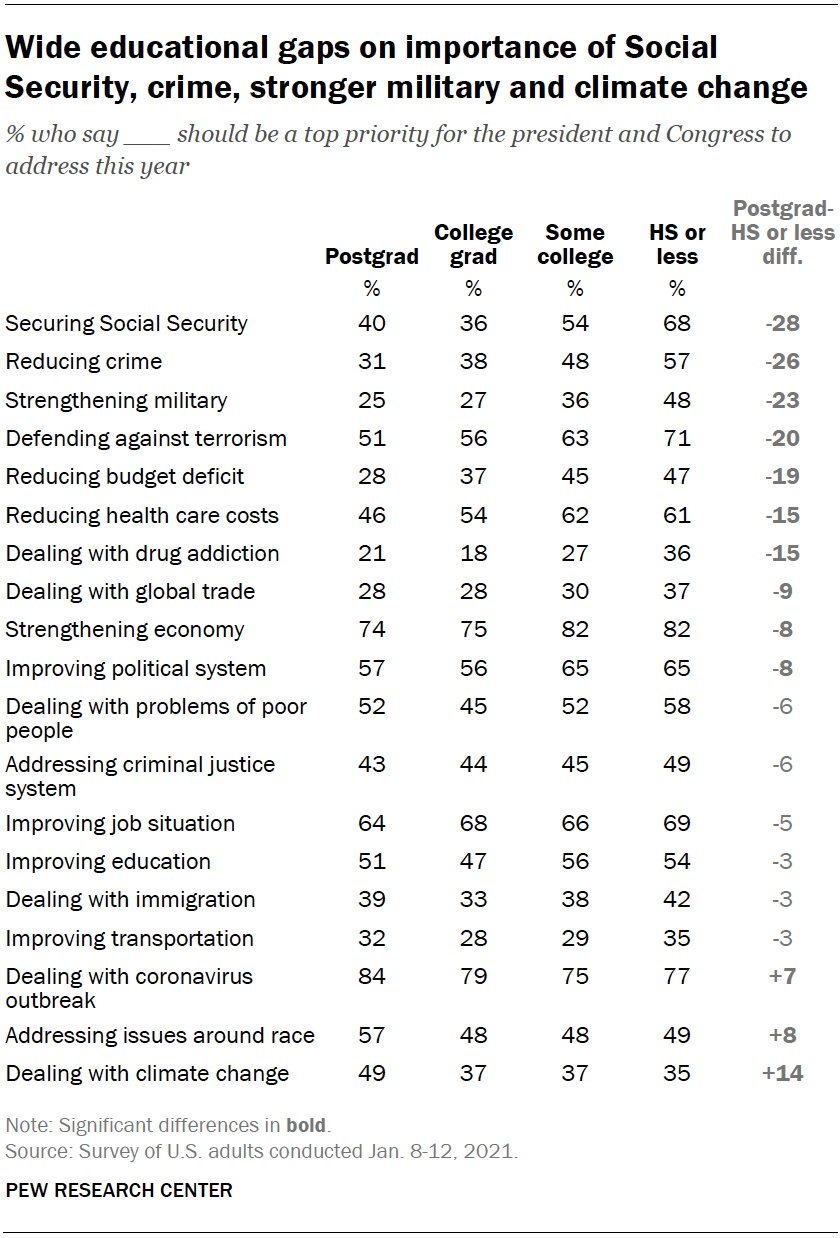 Wide educational gaps on importance of Social
Security, crime, stronger military and climate change
% who say ___ should be a top priority for the president and Congress to
address this year
Postgrad College grad Some college HS or less Postgrad-HS or less diff.
% % % %
Securing Social Security 40 36 54 68 -28
Reducing crime 31 38 48 57 -26
Strengthening military 25 27 36 48 -23
Defending against terrorism 51 56 63 71 -20
Reducing budget deficit 28 37 45 47 -19
Reducing health care costs 46 54 62 61 -15
Dealing with drug addiction 21 18 27 36 -15
Dealing with global trade 28 28 30 37 -9
Strengthening economy 74 75 82 82 -8
Improving political system 57 56 65 65 -8
Dealing with problems of poor 52 45 52 58 -6
people
Addressing criminal justice 43 44 45 49 -6
system
Improving job situation 64 68 66 69 -5
Improving education 51 47 56 54 -3
Dealing with immigration 39 33 38 42 -3
Improving transportation 32 28 29 35 -3
Dealing with coronavirus 84 79 75 77 +7
outbreak
Addressing issues around race 57 48 48 49 +8
Dealing with climate change 49 37 37 35 +14
Note: Significant differences in bold.
Source: Survey of U.S. adults conducted Jan. 8-12, 2021.
PEW RESEARCH CENTER